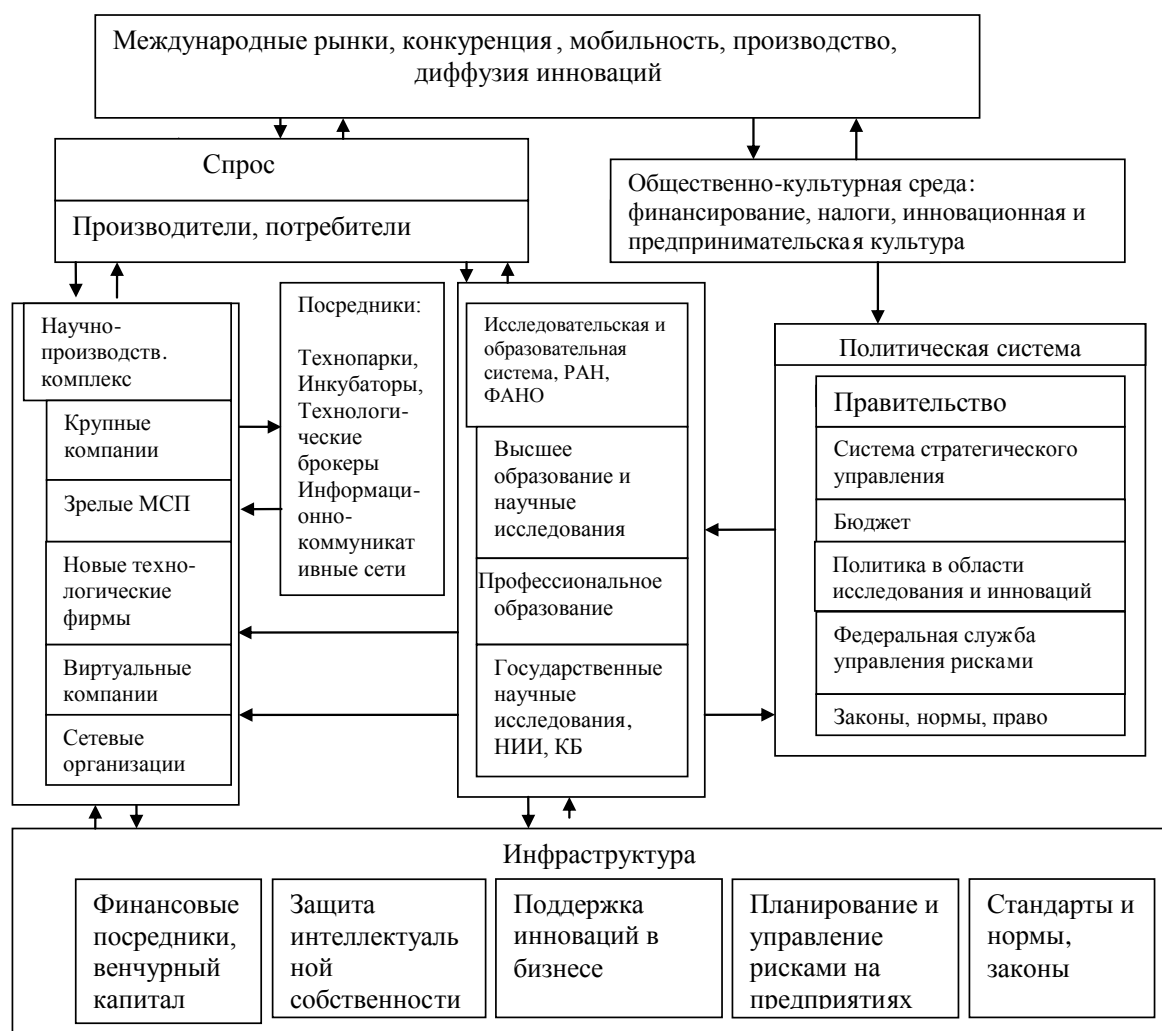 Международные рынки, конкуренция, мобильность, производство,
диффузия инноваций
Спрос
Производители, потребители
Общественно-культурная среда:
финансирование, налоги, инновационная и
предпринимательская культура
Научно-
производств.
комплекс
Крупные
компании
Зрелые МСП
Новые техно-
логические
фирмы
Виртуальные
компании
Сетевые
организации
Посредники:
Технопарки,
Инкубаторы,
Технологи-
ческие
брокеры
Информаци-
онно-
коммуникат
ивные сети
Исследовательская и
образовательная
система, РАН,
ФАНО
Высшее
образование и
научные
исследования
Профессиональное
образование
Государственные
научные
исследования,
НИИ, КБ
Политическая система
Правительство
Система стратегического
управления
Бюджет
Политика в области
исследования и инноваций
Федеральная служба
управления рисками
Законы, нормы, право
Инфраструктура
Финансовые
посредники,
венчурный
капитал
Защита
интеллектуаль
ной
собственности
Поддержка
инноваций в
бизнесе
Планирование и
управление
рисками на
предприятиях
Стандарты и
нормы,
законы